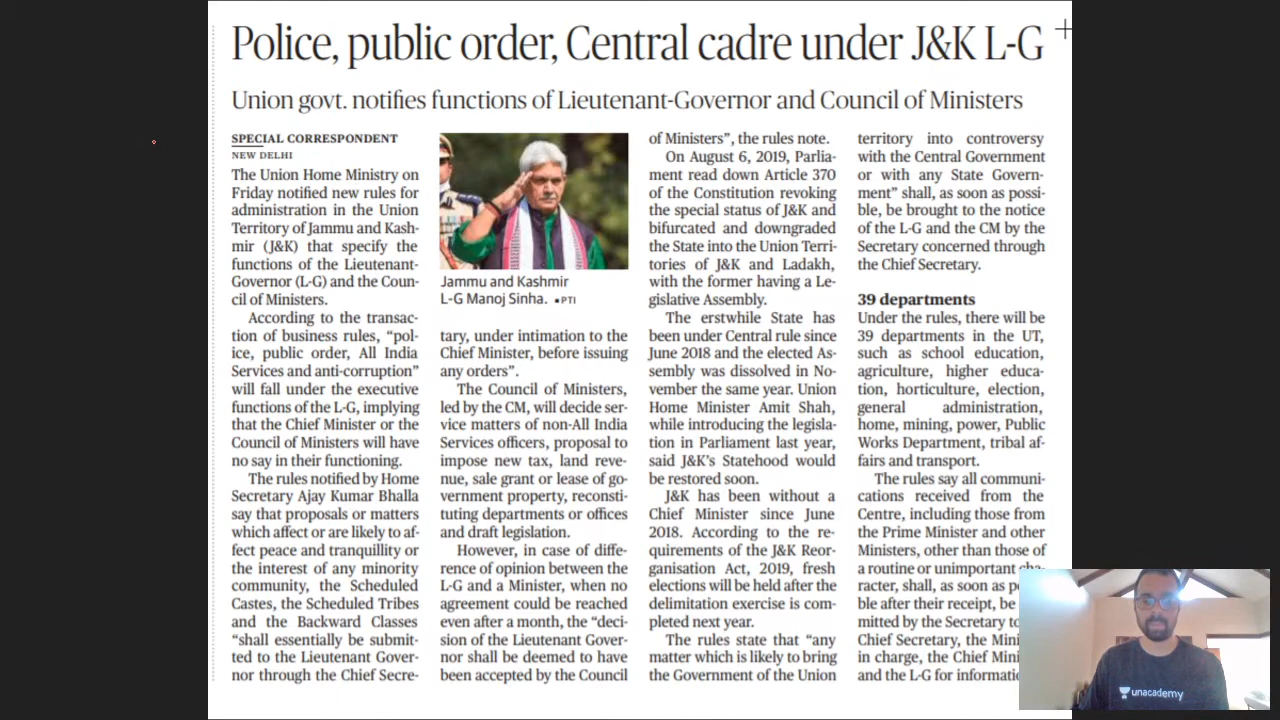 Police, public order, Central cadre under J&K L-G
Union govt. notifies functions of Lieutenant-Governor and Council of Ministers
SPECIAL CORRESPONDENT
NEW DELHI
The Union Home Ministry on
Friday notified new rules for
administration in the Union
Territory of Jammu and Kash-
mir (J&K) that specify the
functions of the Lieutenant-
Governor (L-G) and the Coun-
cil of Ministers.
According to the transac-
tion of business rules, “pol-
ice, public order, All India
Services and anti-corruption”
will fall under the executive
functions of the L-G, implying
that the Chief Minister or the
Council of Ministers will have
no say in their functioning.
The rules notified by Home
Secretary Ajay Kumar Bhalla
say that proposals or matters
which affect or are likely to af-
fect peace and tranquillity or
the interest of any minority
community, the Scheduled
Castes, the Scheduled Tribes
and the Backward Classes
“shall essentially be submit-
ted to the Lieutenant Gover-
nor through the Chief Secre-
Jammu and Kashmir
L-G Manoj Sinha. ▪PTI
tary, under intimation to the
Chief Minister, before issuing
any orders”.
The Council of Ministers,
led by the CM, will decide ser-
vice matters of non-All India
Services officers, proposal to
impose new tax, land reve-
nue, sale grant or lease of go-
vernment property, reconsti-
tuting departments or offices
and draft legislation.
However, in case of diffe-
rence of opinion between the
L-G and a Minister, when no
agreement could be reached
even after a month, the “deci-
sion of the Lieutenant Gover-
nor shall be deemed to have
been accepted by the Council
of Ministers”, the rules note.
On August 6, 2019, Parlia-
ment read down Article 370
of the Constitution revoking
the special status of J&K and
bifurcated and downgraded
the State into the Union Terri-
tories of J&K and Ladakh,
with the former having a Le-
gislative Assembly.
The erstwhile State has
been under Central rule since
June 2018 and the elected As-
sembly was dissolved in No-
vember the same year. Union
Home Minister Amit Shah,
while introducing the legisla-
tion in Parliament last year,
said J&K’s Statehood would
be restored soon.
J&K has been without a
Chief Minister since June
2018. According to the re-
quirements of the J&K Reor-
ganisation Act, 2019, fresh
elections will be held after the
delimitation exercise is com-
pleted next year.
The rules state that “any
matter which is likely to bring
the Government of the Union
territory into controversy
with the Central Government
or with any State Govern-
ment” shall, as soon as possi-
ble, be brought to the notice
of the L-G and the CM by the
Secretary concerned through
the Chief Secretary.
39 departments
Under the rules, there will be
39 departments in the UT,
such as school education,
agriculture, higher educa-
tion, horticulture, election,
general administration,
home, mining, power, Public
Works Department, tribal af-
fairs and transport.
The rules say all communi-
cations received from the
Centre, including those from
the Prime Minister and other
Ministers, other than those of
a routine or unimportant
racter, shall, as soon as
ble after their receipt, be
mitted by the Secretary
Chief Secretary, the
in charge, the Chief
and the L-G for
unacademy